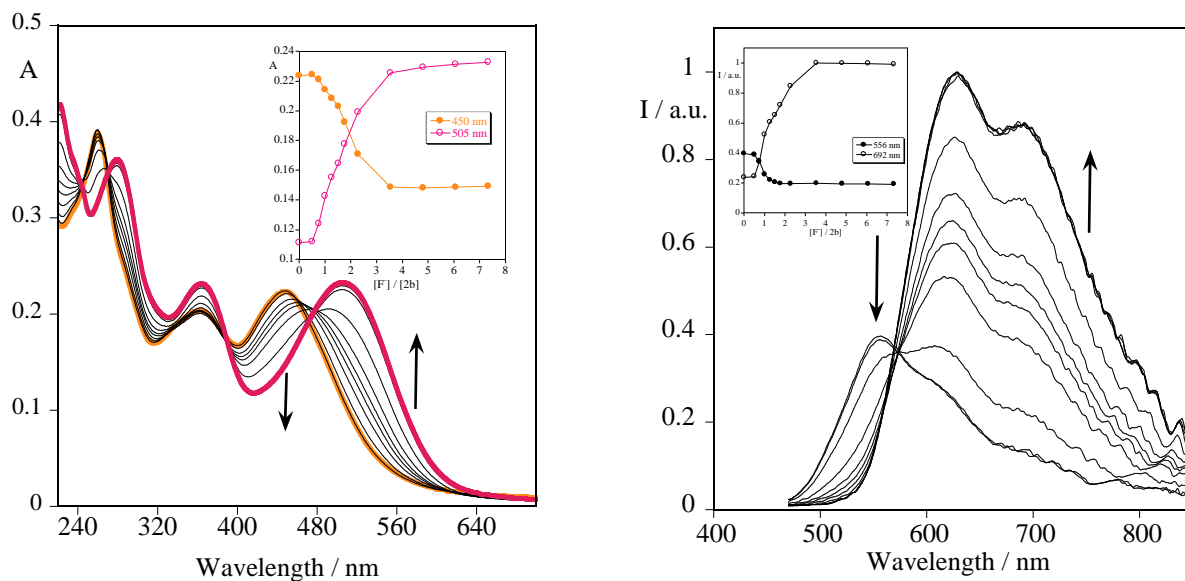 0.5
A
0.4
0.3
0.2
0.1
0
240 320 400 480 560 640
Wavelength / nm
0.24
A
0.22
0.2
0.18
0.16
0.14
0.12
0.1
0 1 2 3 4 5 6 7 8
[F-] / [2b]
450 nm
505 nm
1
I / a.u.
0.8
0.6
0.4
0.2
0
400 500 600 700 800
Wavelength / nm
1
I / a.u.
0.8
0.6
0.4
0.2
0
0 1 2 3 4 5 6 7 8
[F-] / 2b]
556 nm
692 nm